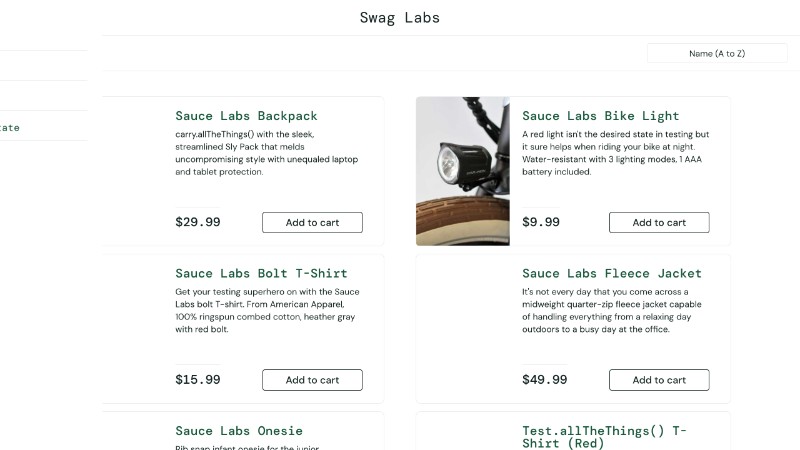 Swag Labs
Name (A to Z)
Sauce Labs Backpack
carry.allTheThings() with the sleek,
streamlined Sly Pack that melds
uncompromising style with unequaled laptop
and tablet protection.
$29.99
Add to cart
Sauce Labs Bike Light
A red light isn't the desired state in testing but
it sure helps when riding your bike at night.
Water-resistant with 3 lighting modes, 1 AAA
battery included.
$9.99
Add to cart
Sauce Labs Bolt T-Shirt
Get your testing superhero on with the Sauce
Labs bolt T-shirt. From American Apparel,
100% ringspun combed cotton, heather gray
with red bolt.
$15.99
Add to cart
Sauce Labs Fleece Jacket
It's not every day that you come across a
midweight quarter-zip fleece jacket capable
of handling everything from a relaxing day
outdoors to a busy day at the office.
$49.99
Add to cart
Sauce Labs Onesie
Rib snap infant onesie for the junior
Test.allTheThings() T-
Shirt (Red)